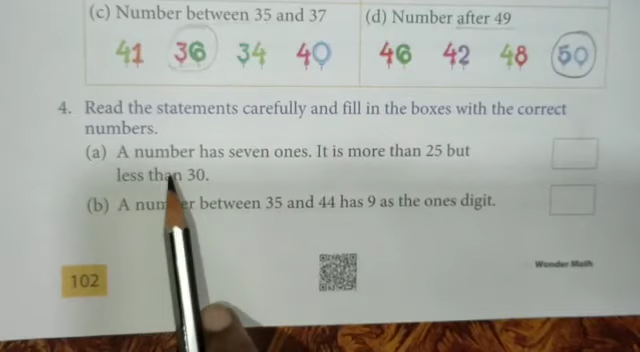 (c) Number between 35 and 37
(d) Number after 49
41 36 34 40
46 42 48 50
4. Read the statements carefully and fill in the boxes with the correct
numbers.
(a) A number has seven ones. It is more than 25 but
less than 30.
(b) A number between 35 and 44 has 9 as the ones digit.
102
Wonder Math